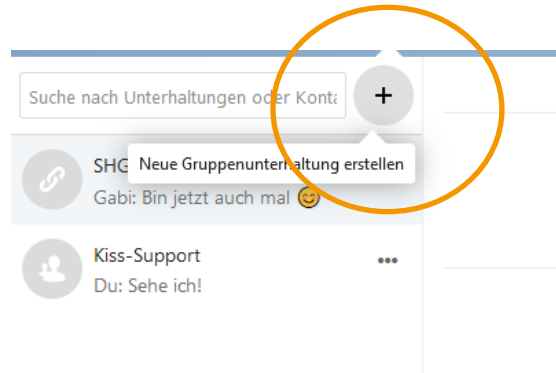 Suche nach Unterhaltungen oder Konta
+
SHG
Neue Gruppenunterhaltung erstellen
Gabi: Bin jetzt auch mal 😊
Kiss-Support
Du: Sehe ich!